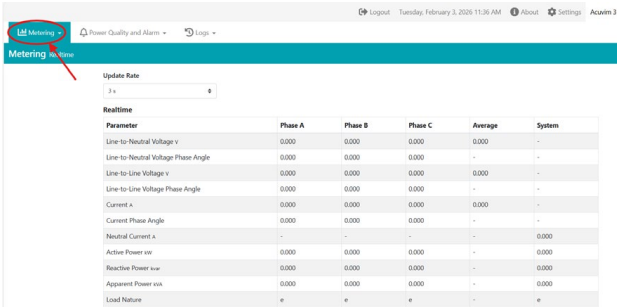 Logout Tuesday, February 3, 2026 11:36 AM About Settings Acuvim 3
Metering Power Quality and Alarm Logs
Metering Realtime
Update Rate
3 s
Realtime
Parameter Phase A Phase B Phase C Average System
Line-to-Neutral Voltage V 0.000 0.000 0.000 0.000 -
Line-to-Neutral Voltage Phase Angle 0.000 0.000 0.000 - -
Line-to-Line Voltage V 0.000 0.000 0.000 0.000 -
Line-to-Line Voltage Phase Angle 0.000 0.000 0.000 - -
Current A 0.000 0.000 0.000 0.000 -
Current Phase Angle 0.000 0.000 0.000 - -
Neutral Current A - - - - 0.000
Active Power kW 0.000 0.000 0.000 - 0.000
Reactive Power kvar 0.000 0.000 0.000 - 0.000
Apparent Power kVA 0.000 0.000 0.000 - 0.000
Load Nature e e e - e